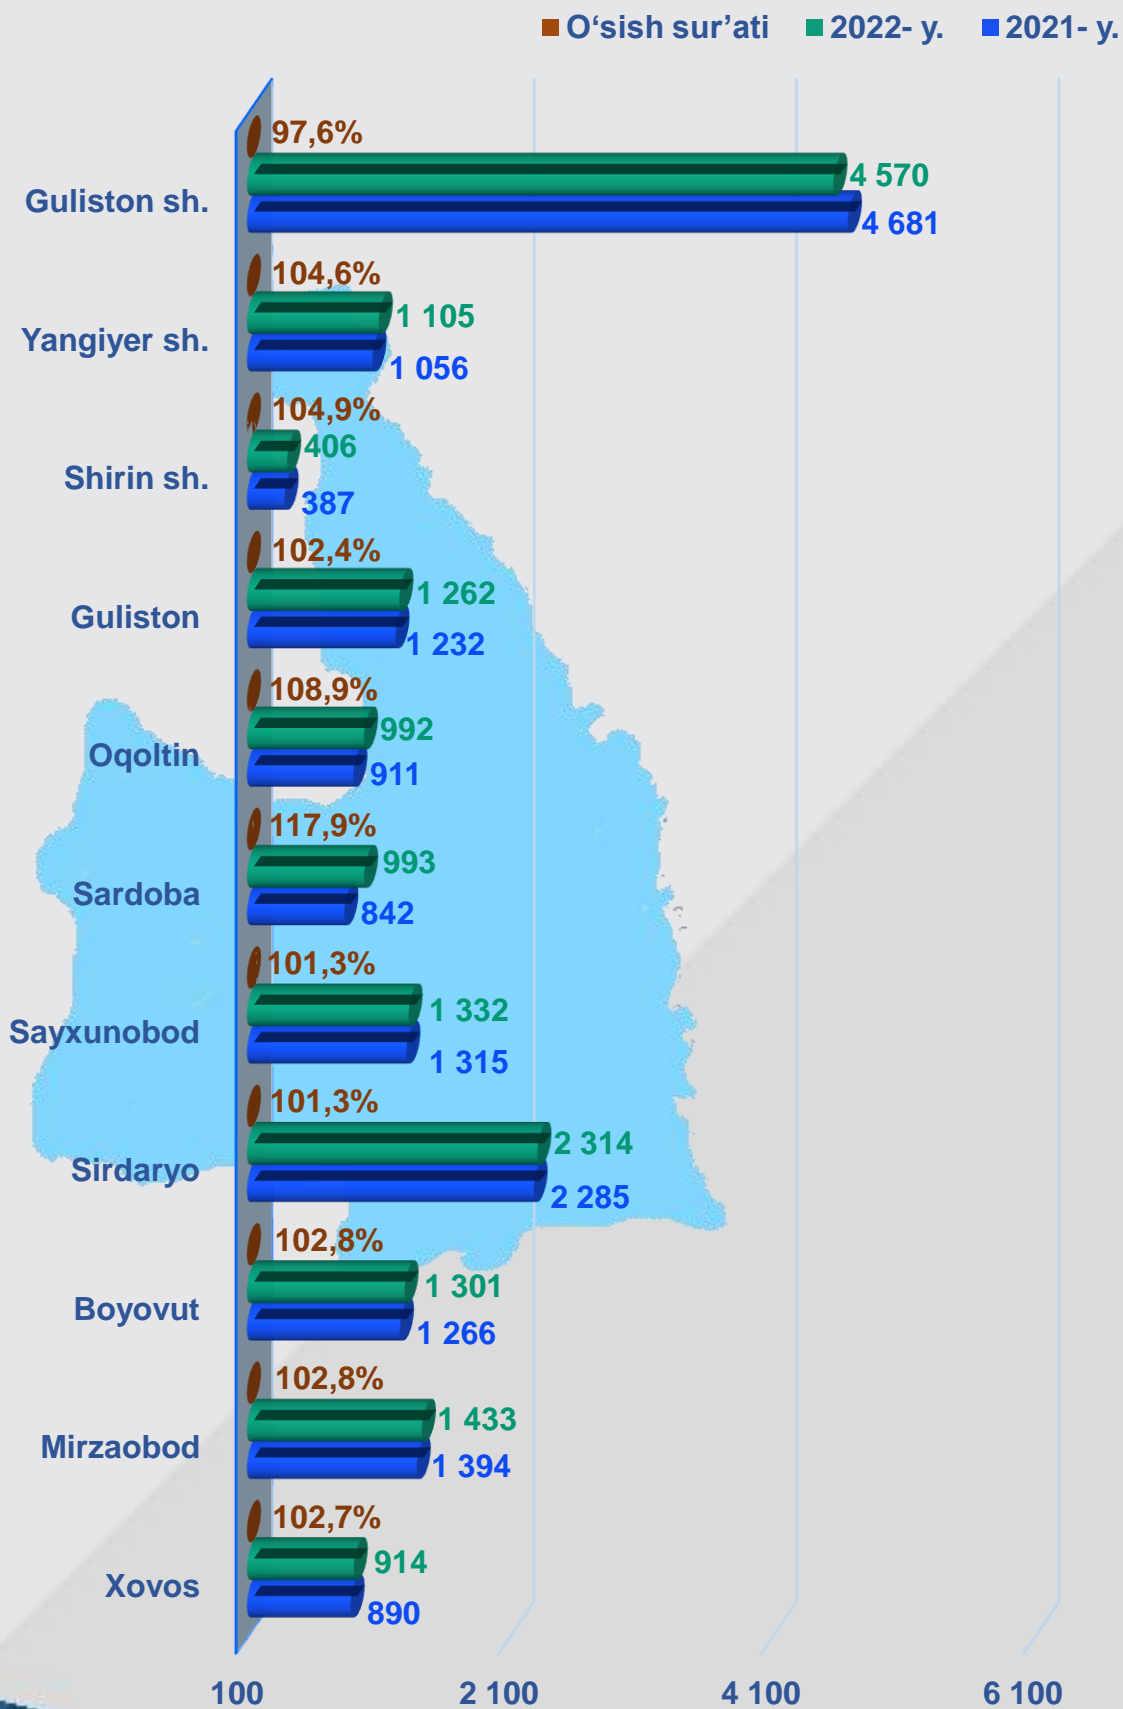 O‘sish sur’ati 2022- y. 2021- y.
97,6%
4 570
Guliston sh.
4 681
104,6%
1 105
Yangiyer sh.
1 056
104,9%
406
Shirin sh.
387
102,4%
1 262
Guliston
1 232
108,9%
992
Oqoltin
911
117,9%
993
Sardoba
842
101,3%
1 332
Sayxunobod
1 315
101,3%
2 314
Sirdaryo
2 285
102,8%
1 301
Boyovut
1 266
102,8%
1 433
Mirzaobod
1 394
102,7%
914
Xovos
890
100 2 100 4 100 6 100